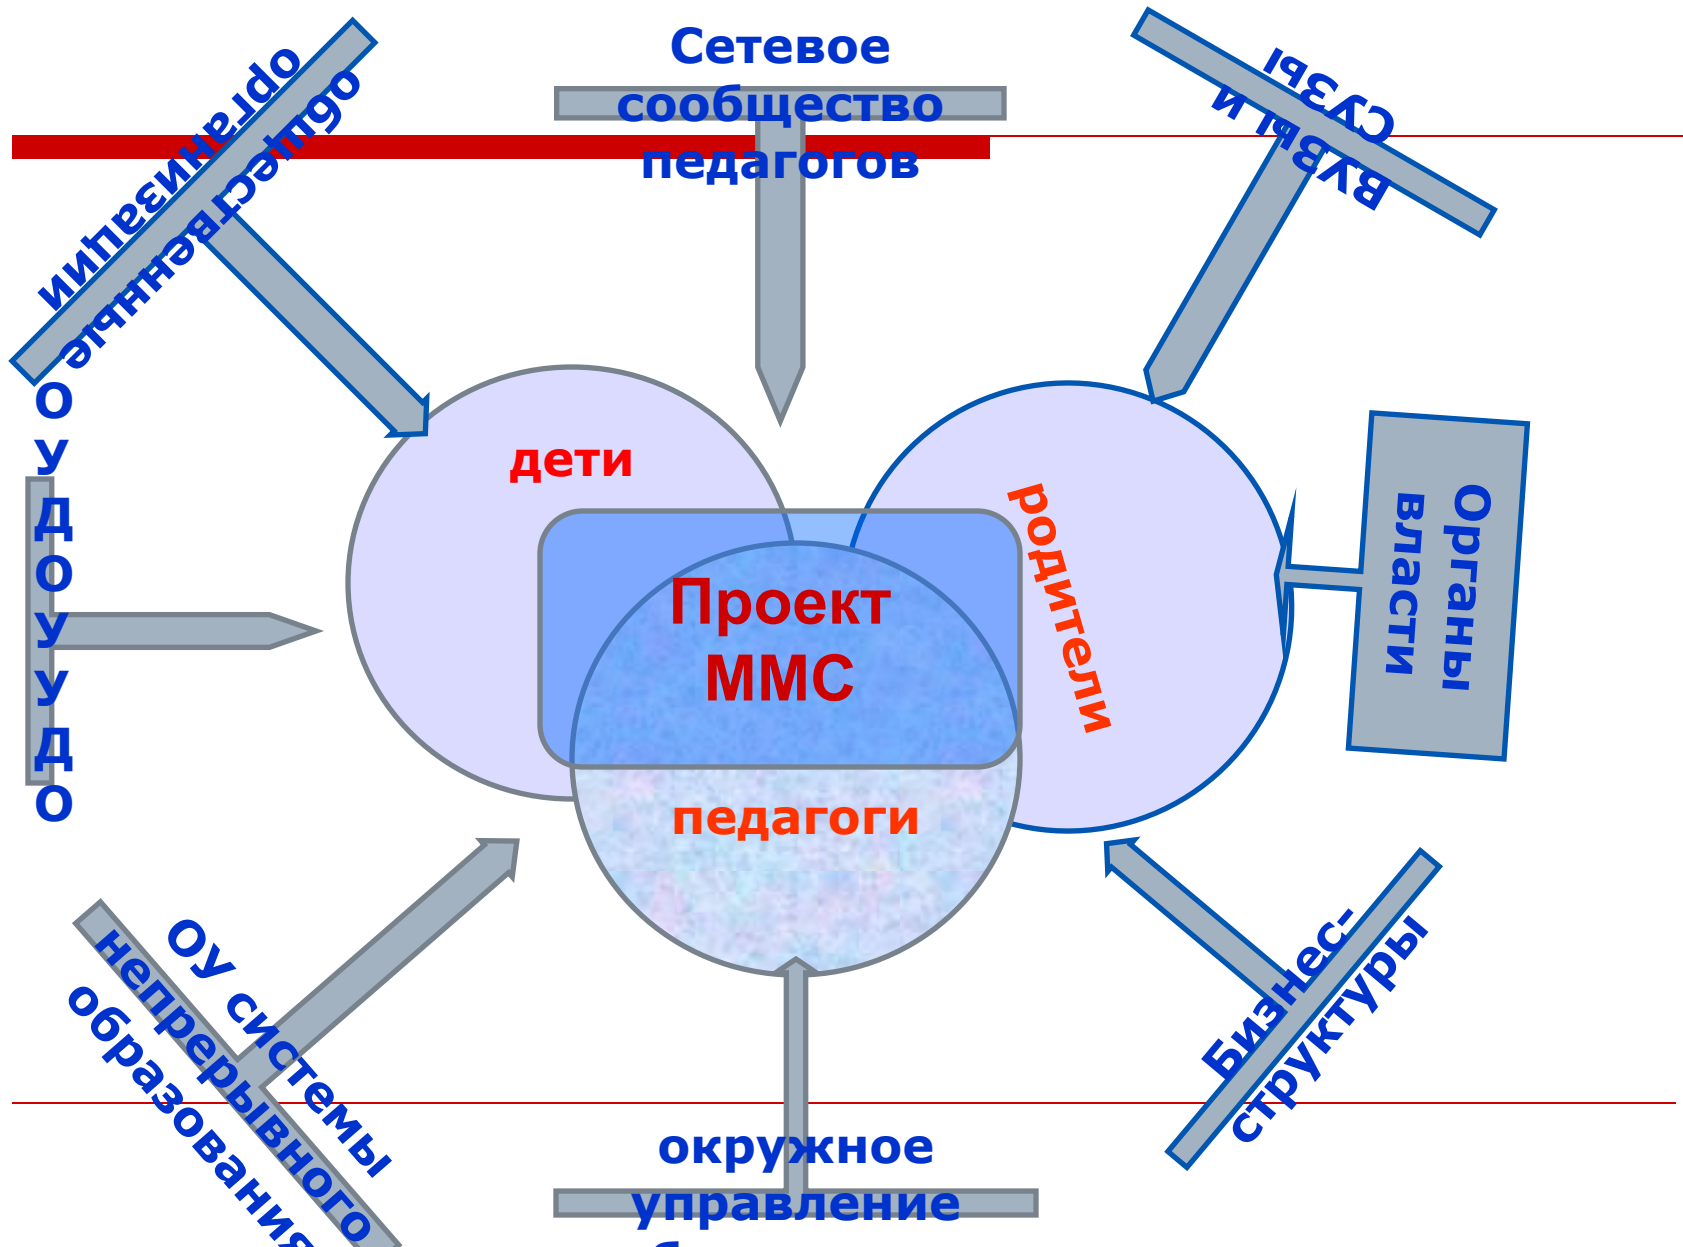 Сетевое
сообщество
педагогов
общественные
организации
ВУЗЫ и
СУЗЫ
О
У
Д
О
У
У
Д
О
дети
родители
Проект
ММС
педагоги
Органы
власти
ОУ системы
непрерывного
образования
Бизнес-
структуры
окружное
управление